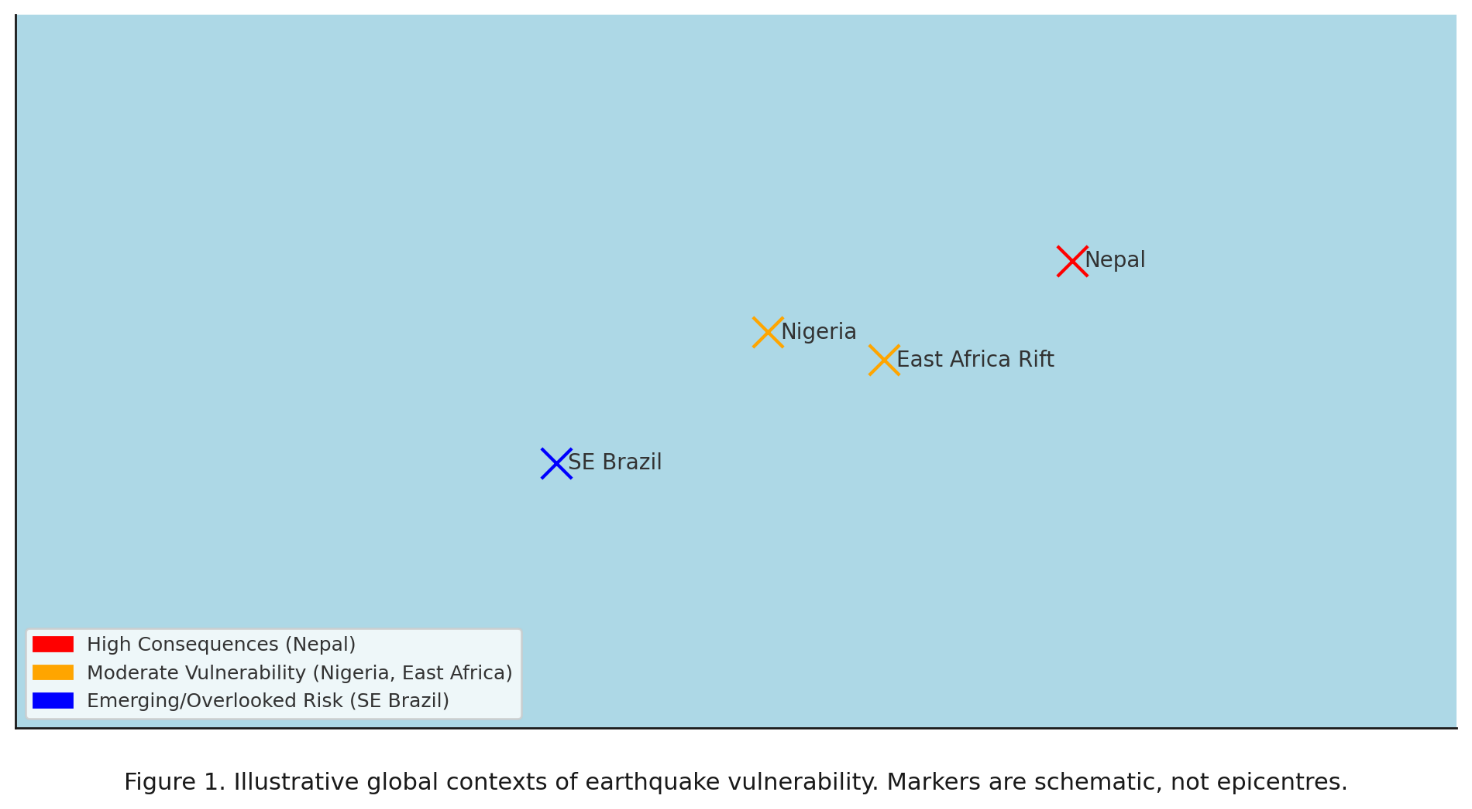 Nepal
Nigeria
East Africa Rift
SE Brazil
High Consequences (Nepal)
Moderate Vulnerability (Nigeria, East Africa)
Emerging/Overlooked Risk (SE Brazil)
Figure 1. Illustrative global contexts of earthquake vulnerability. Markers are schematic, not epicentres.